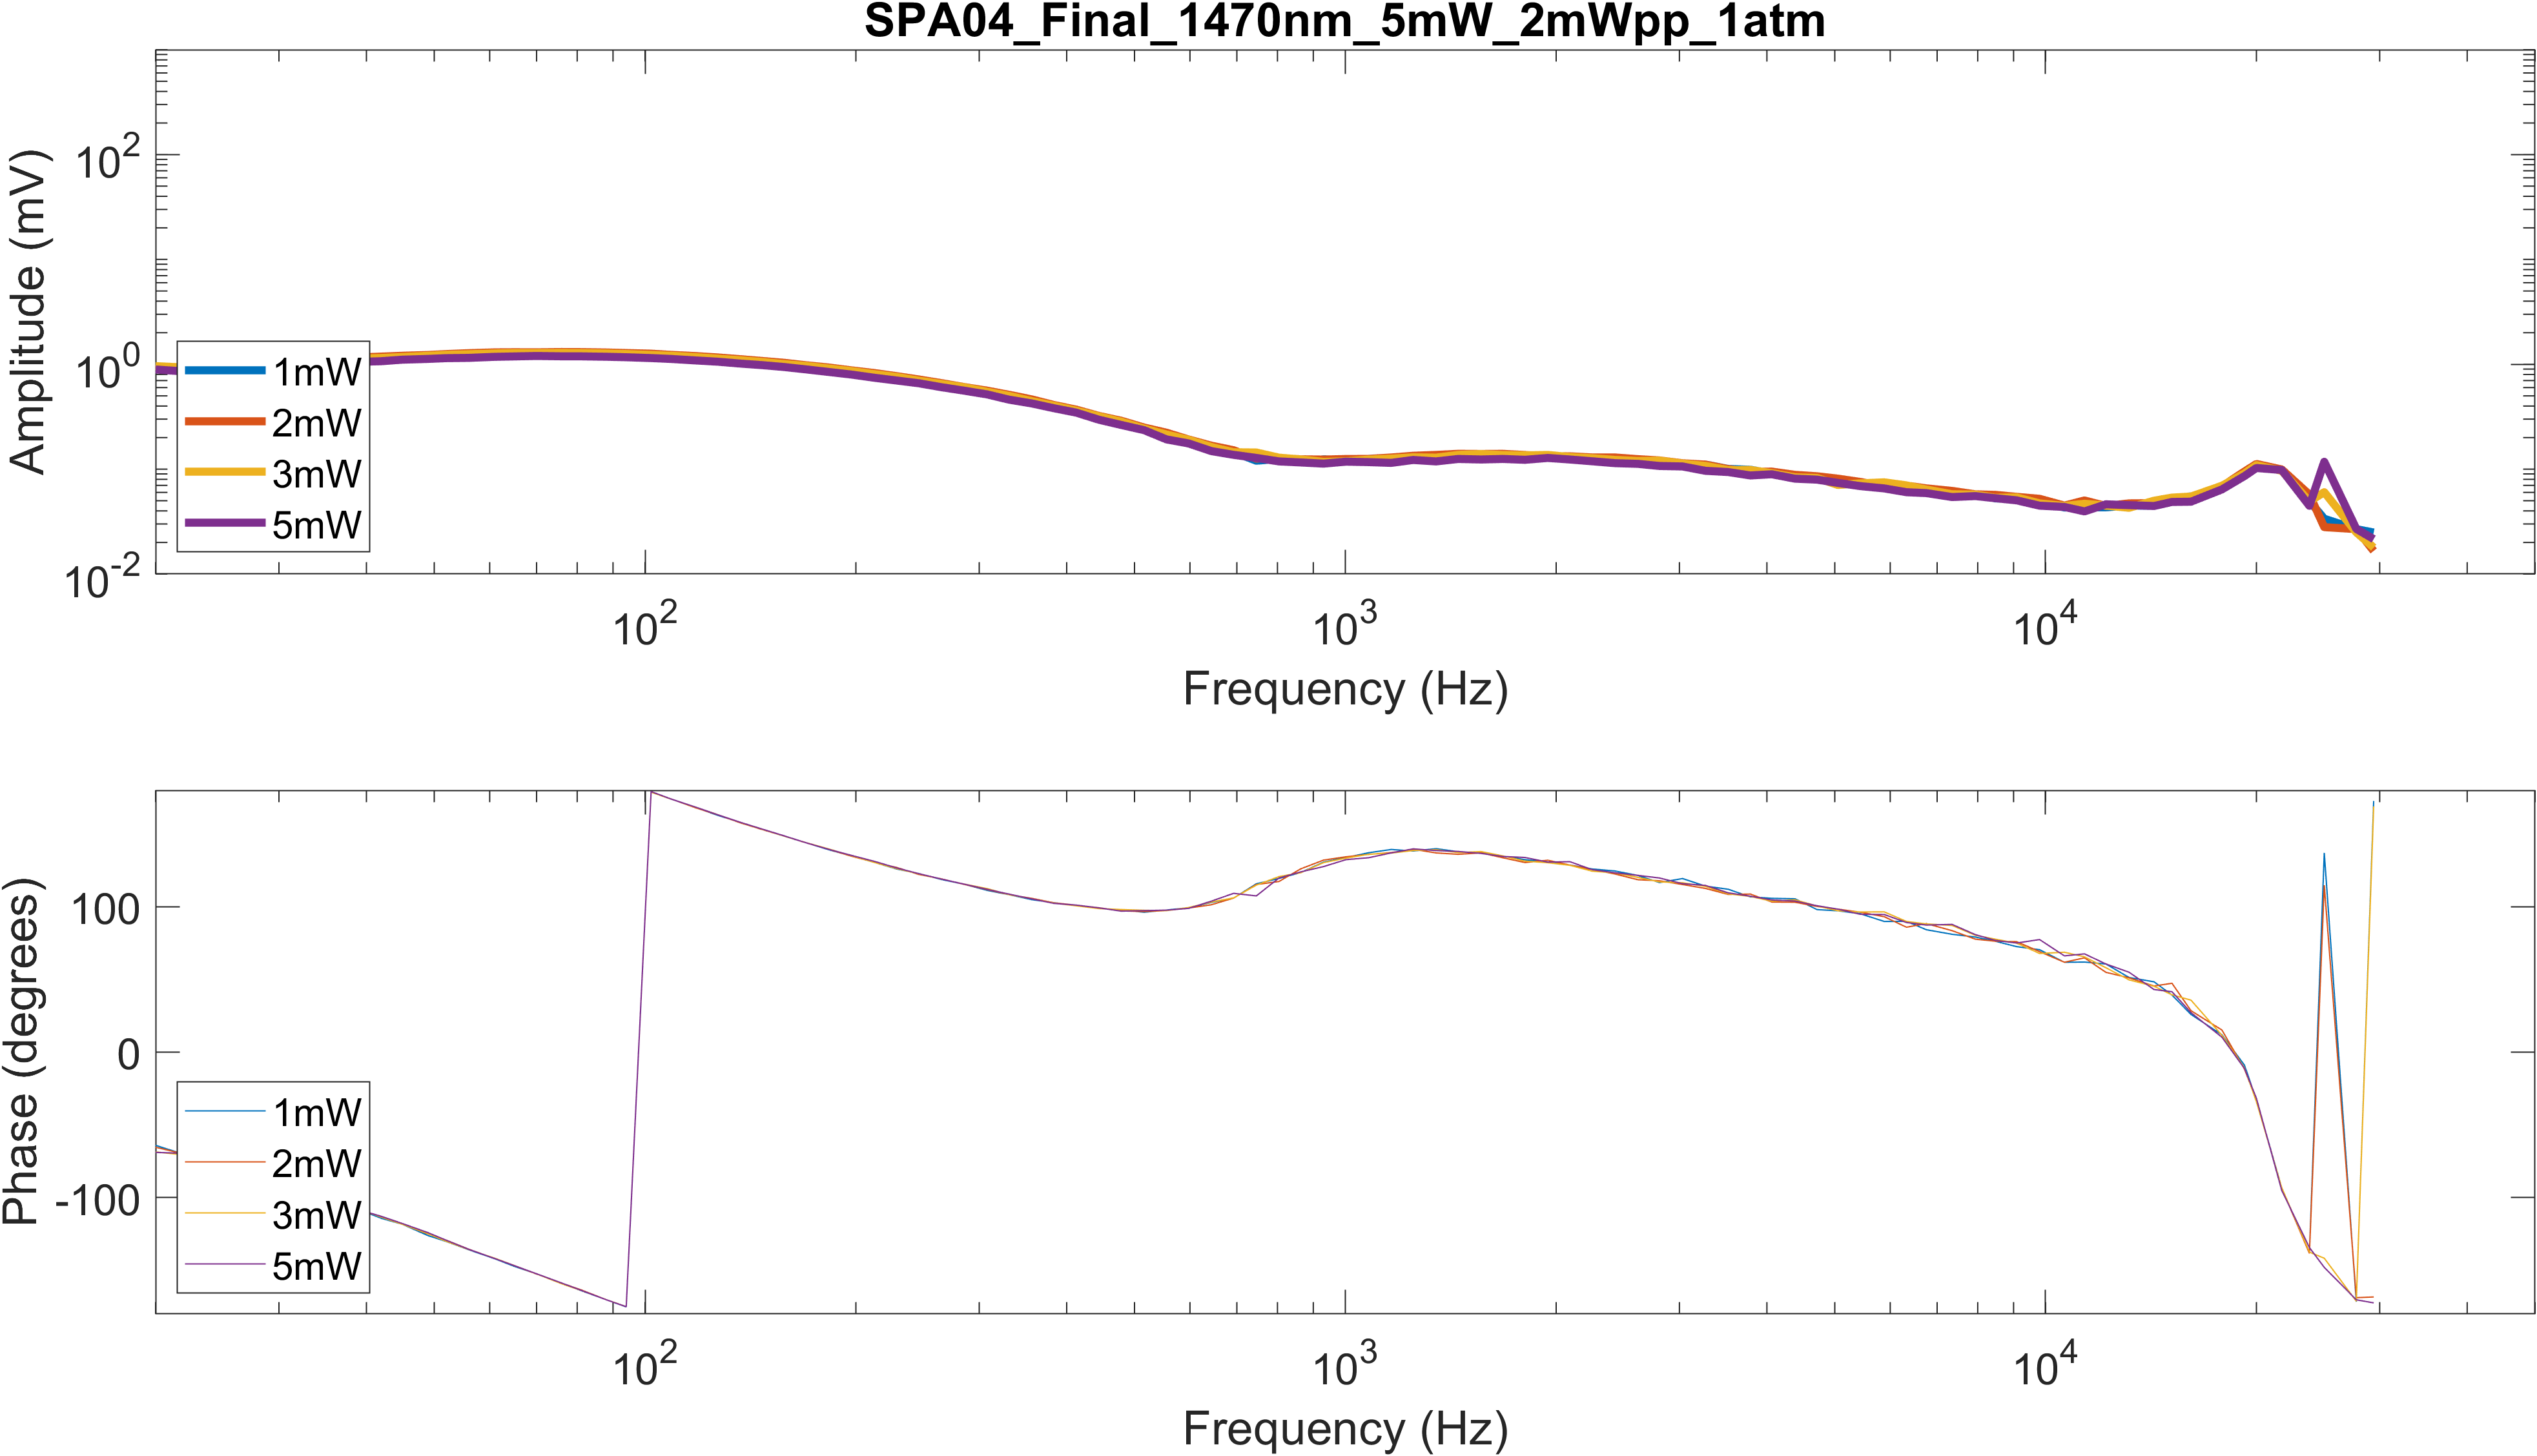 SPA04_Final_1470nm_5mW_2mWpp_1atm
Amplitude (mV)
10^2
10^0
10^-2
1mW
2mW
3mW
5mW
10^2
10^3
10^4
Frequency (Hz)
Phase (degrees)
100
0
-100
1mW
2mW
3mW
5mW
10^2
10^3
10^4
Frequency (Hz)